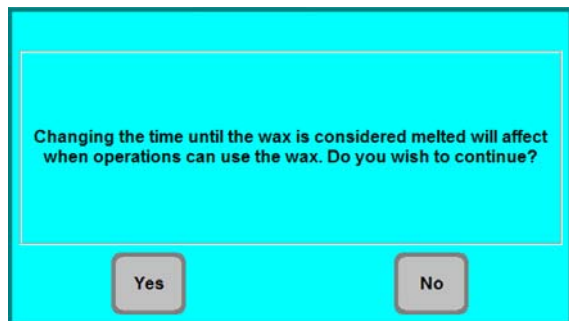 Changing the time until the wax is considered melted will affect
when operations can use the wax. Do you wish to continue?
Yes
No